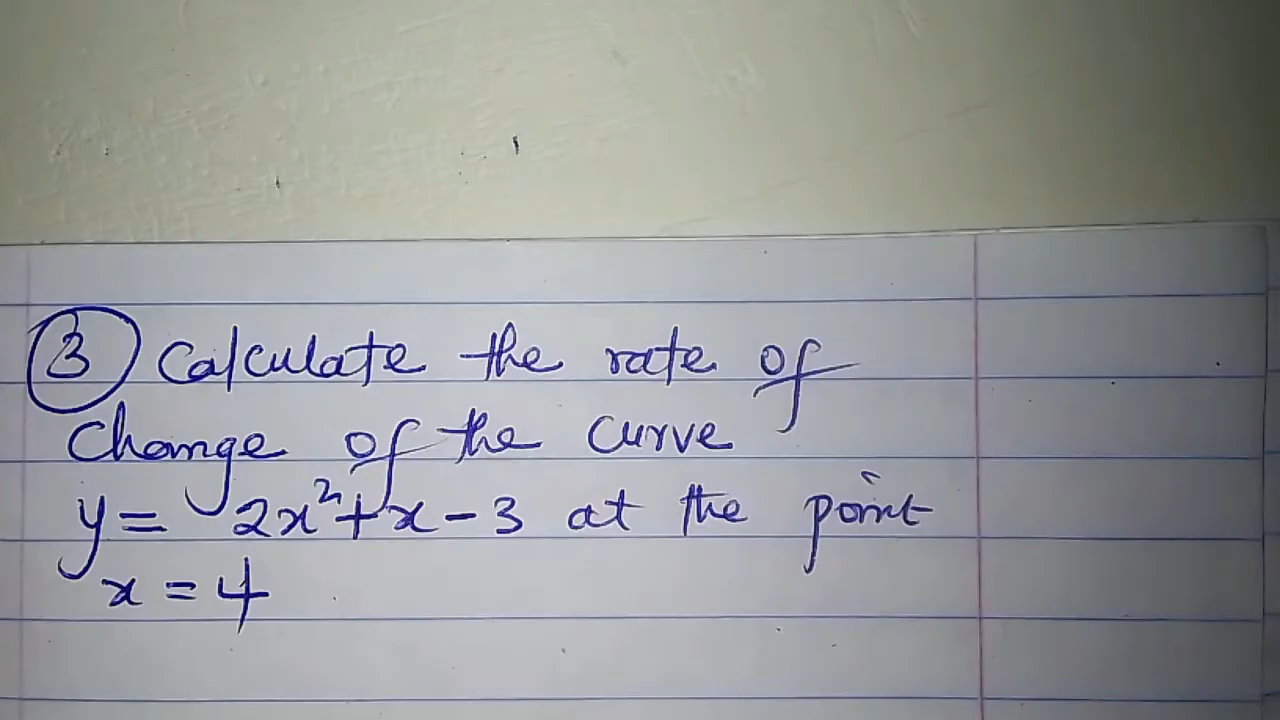 ③ Calculate the rate of
change of the curve
y = 2x²+x-3 at the point
x = 4